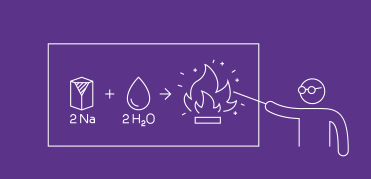 2 Na + 2 H₂O →